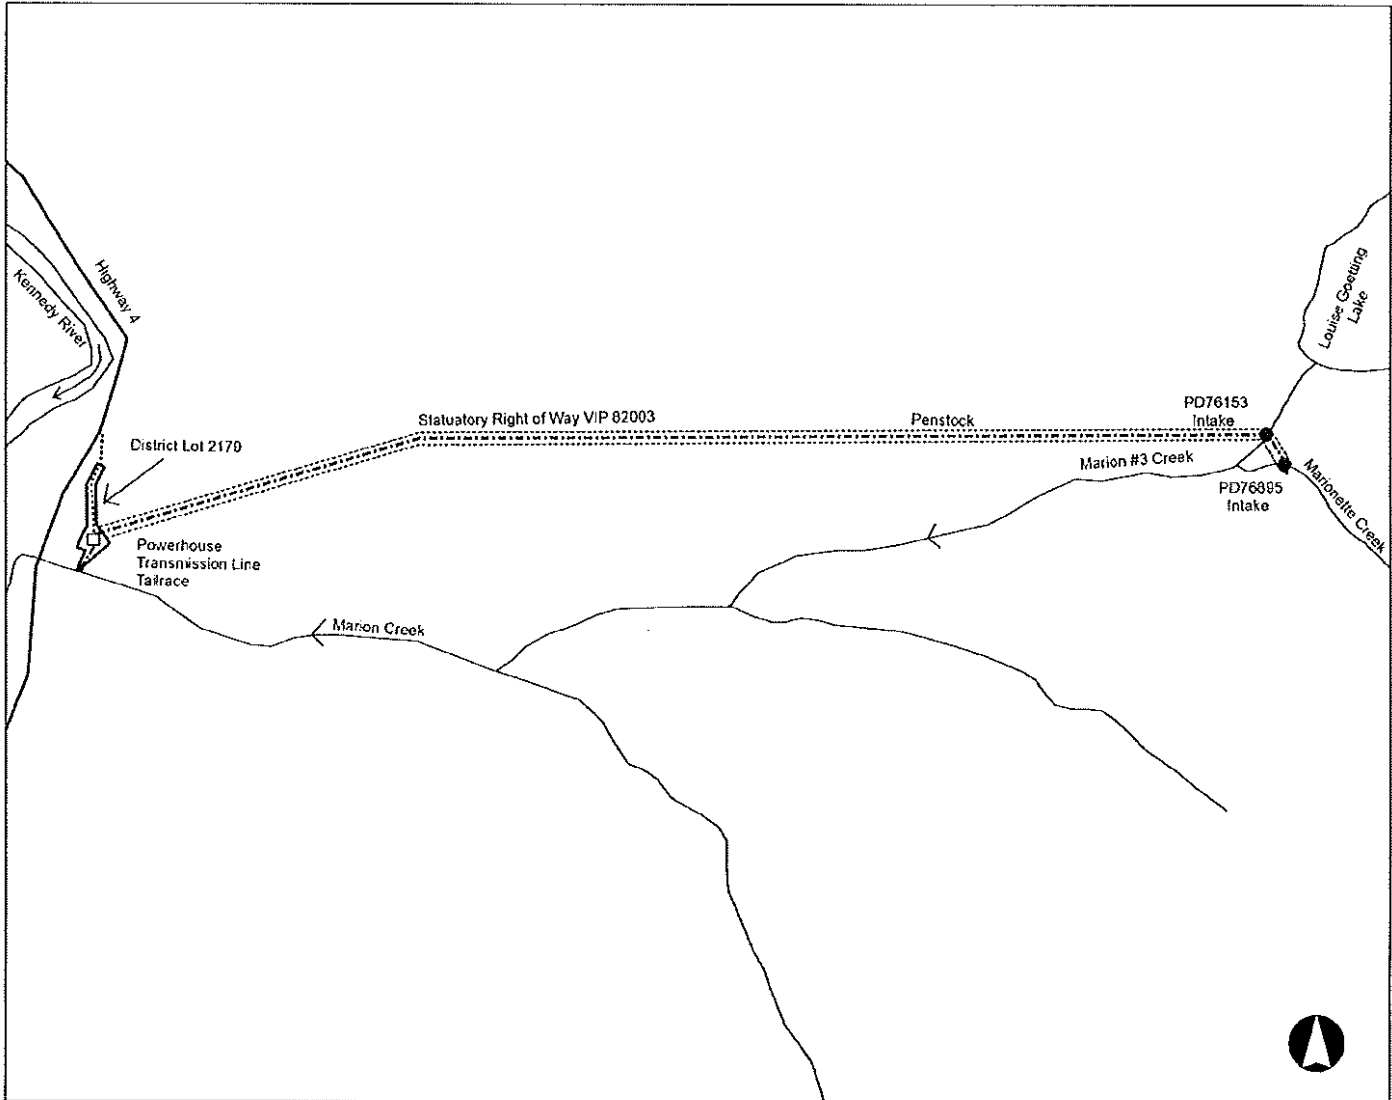 Highway 4
Kennedy River
Louise Goetting
Lake
Statuatory Right of Way VIP 82003
Penstock
PD76153
Intake
District Lot 2170
Marion #3 Creek
PD76895
Intake
Marionette Creek
Powerhouse
Transmission Line
Tailrace
Marion Creek